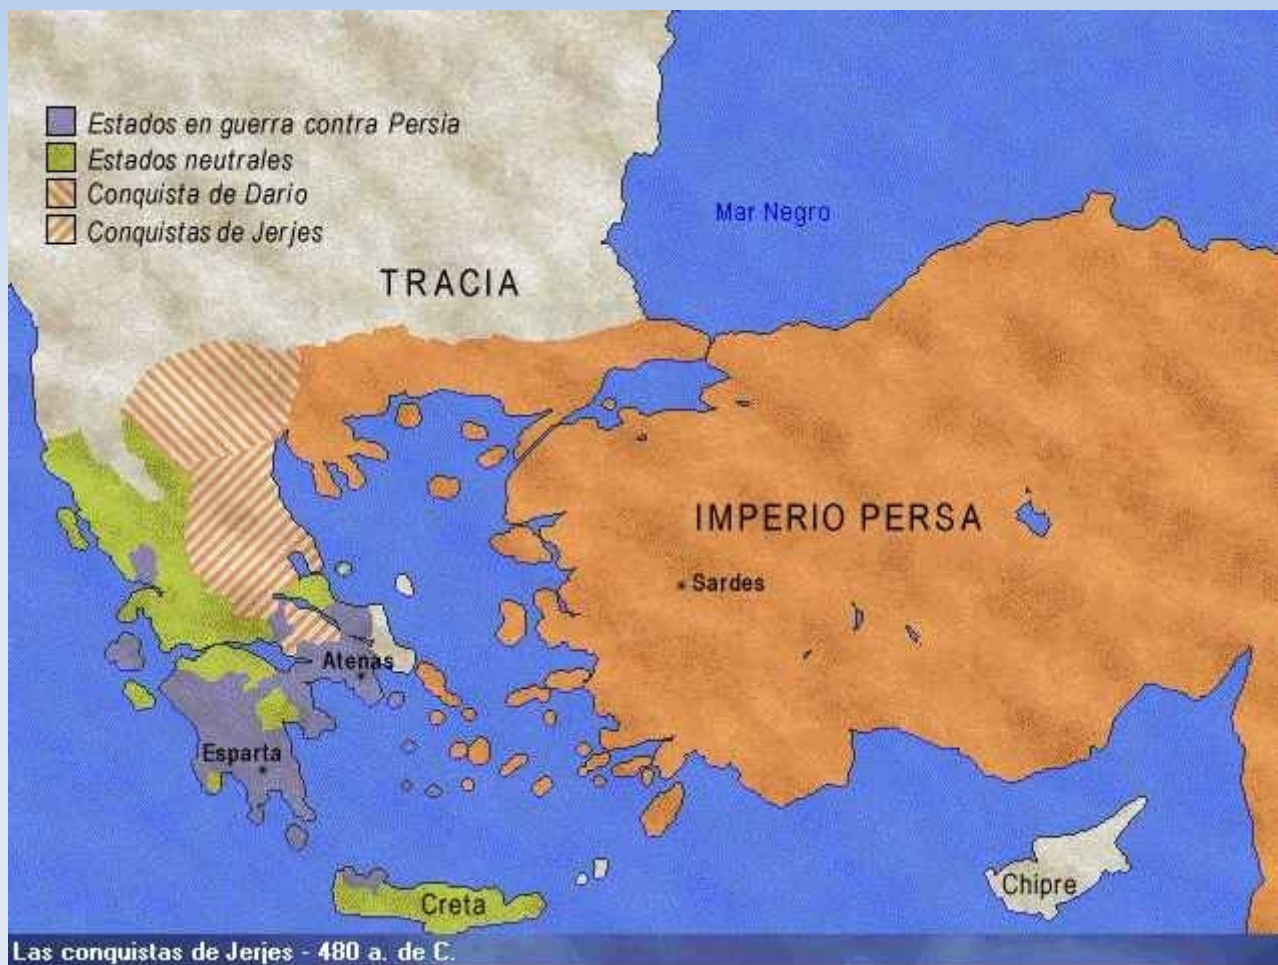 Estados en guerra contra Persia
Estados neutrales
Conquista de Darío
Conquistas de Jerjes
Mar Negro
TRACIA
IMPERIO PERSA
Sardes
Atenas
Esparta
Creta
Chipre
Las conquistas de Jerjes - 480 a. de C.